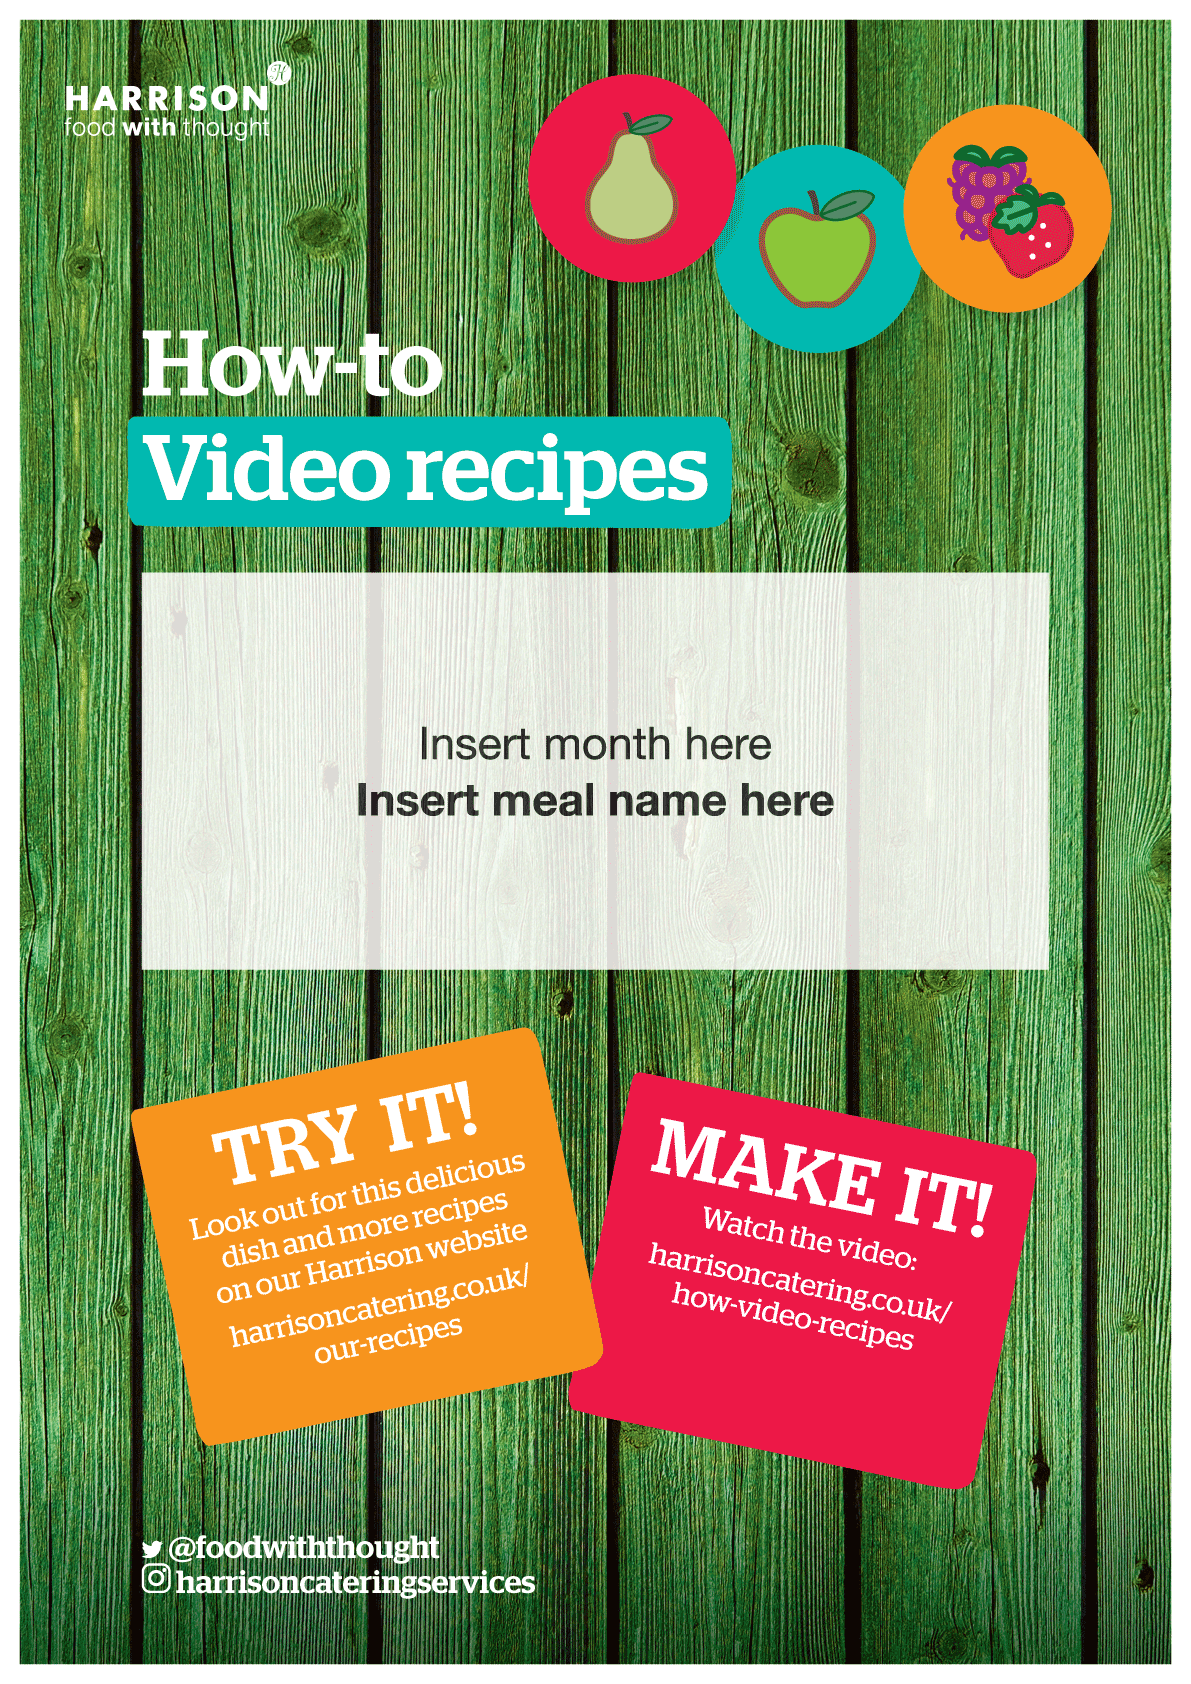 HARRISON
food with thought
How-to
Video recipes
Insert month here
Insert meal name here
TRY IT!
Look out for this delicious
dish and more recipes
on our Harrison website
harrisoncatering.co.uk/
our-recipes
MAKE IT!
Watch the video:
harrisoncatering.co.uk/
how-video-recipes
@foodwiththought
harrisoncateringservices